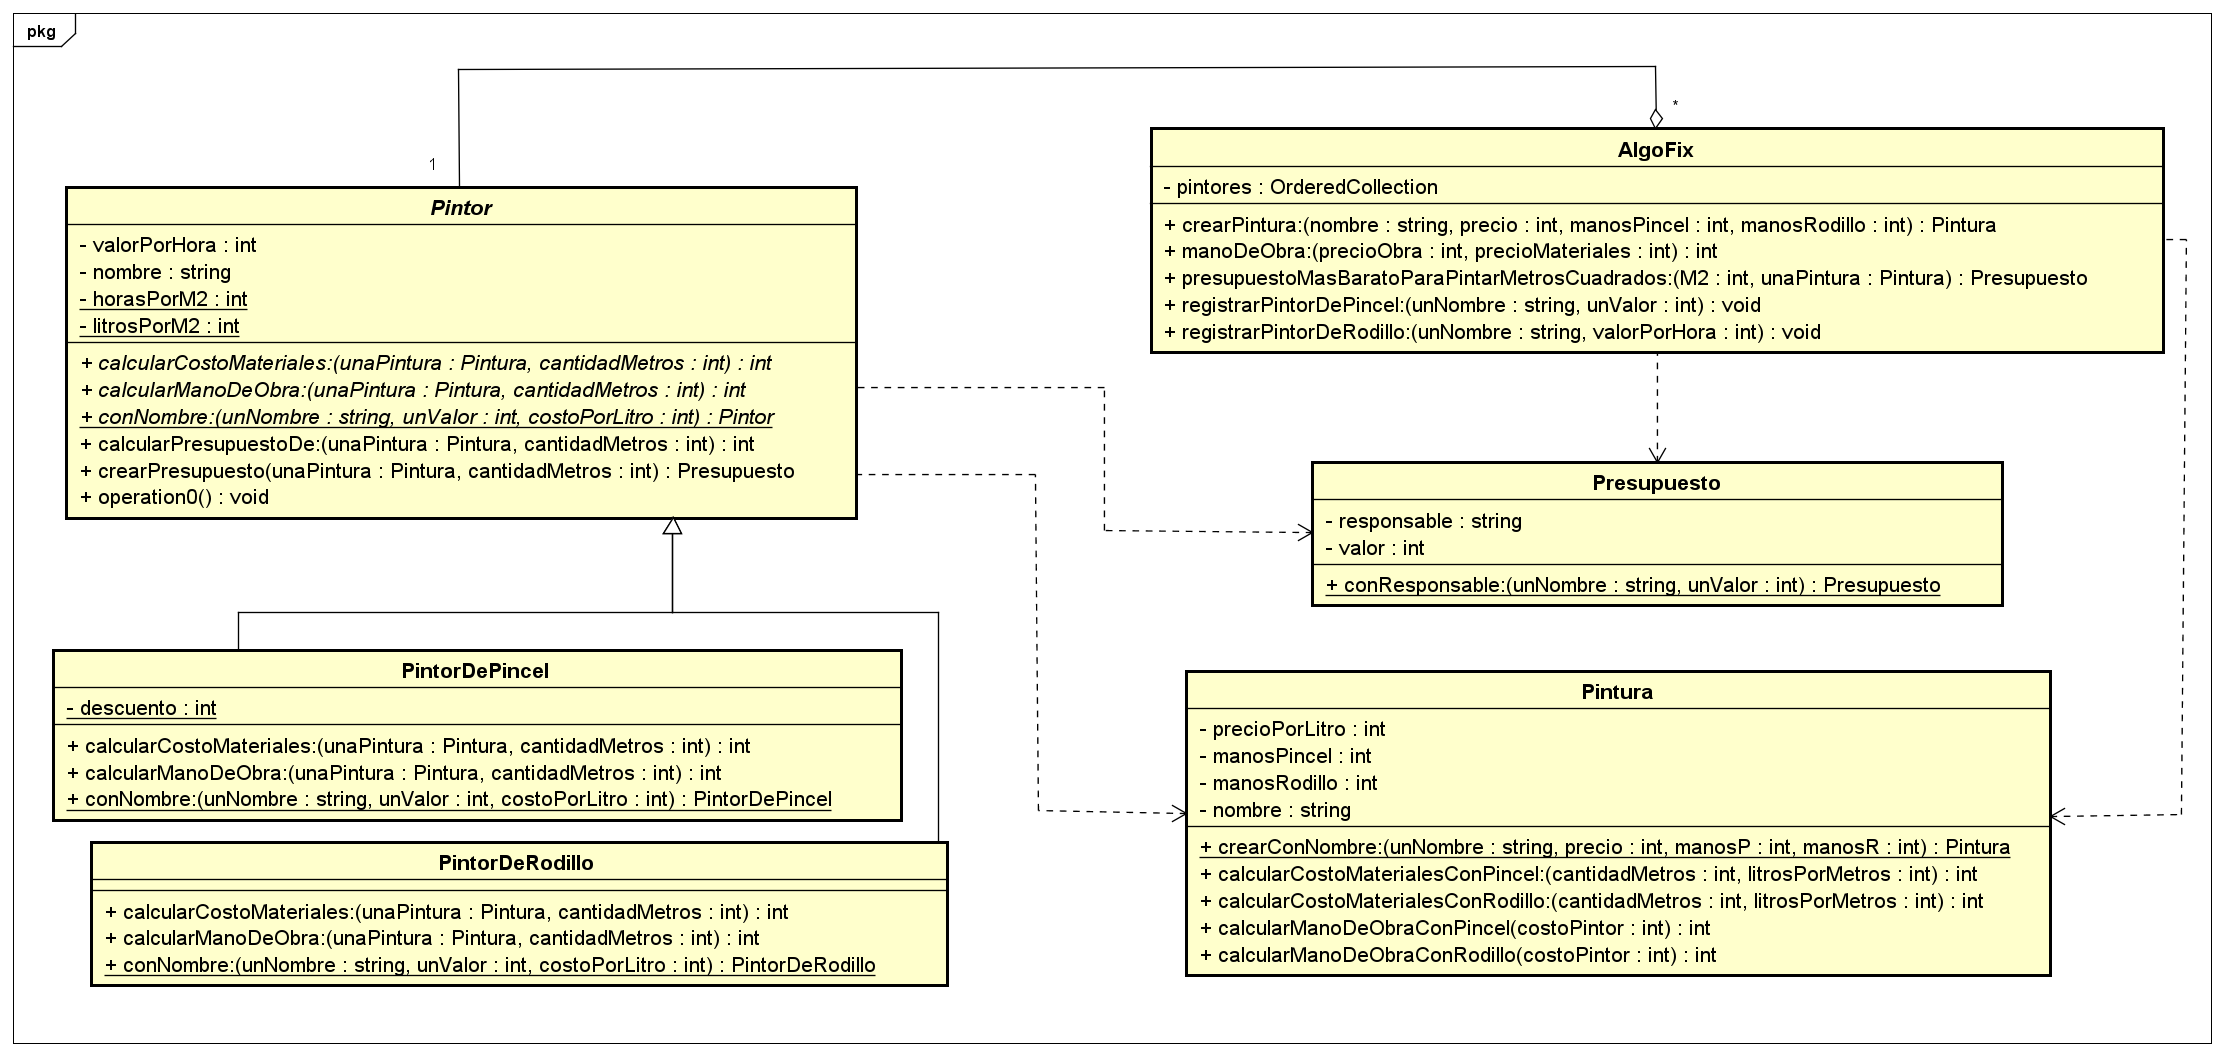 pkg
*
1
AlgoFix
- pintores : OrderedCollection
+ crearPintura:(nombre : string, precio : int, manosPincel : int, manosRodillo : int) : Pintura
+ manoDeObra:(precioObra : int, precioMateriales : int) : int
+ presupuestoMasBaratoParaPintarMetrosCuadrados:(M2 : int, unaPintura : Pintura) : Presupuesto
+ registrarPintorDePincel:(unNombre : string, unValor : int) : void
+ registrarPintorDeRodillo:(unNombre : string, valorPorHora : int) : void
Pintor
- valorPorHora : int
- nombre : string
- horasPorM2 : int
- litrosPorM2 : int
+ calcularCostoMateriales:(unaPintura : Pintura, cantidadMetros : int) : int
+ calcularManoDeObra:(unaPintura : Pintura, cantidadMetros : int) : int
+ conNombre:(unNombre : string, unValor : int, costoPorLitro : int) : Pintor
+ calcularPresupuestoDe:(unaPintura : Pintura, cantidadMetros : int) : int
+ crearPresupuesto(unaPintura : Pintura, cantidadMetros : int) : Presupuesto
+ operation0() : void
Presupuesto
- responsable : string
- valor : int
+ conResponsable:(unNombre : string, unValor : int) : Presupuesto
PintorDePincel
- descuento : int
+ calcularCostoMateriales:(unaPintura : Pintura, cantidadMetros : int) : int
+ calcularManoDeObra:(unaPintura : Pintura, cantidadMetros : int) : int
+ conNombre:(unNombre : string, unValor : int, costoPorLitro : int) : PintorDePincel
PintorDeRodillo
+ calcularCostoMateriales:(unaPintura : Pintura, cantidadMetros : int) : int
+ calcularManoDeObra:(unaPintura : Pintura, cantidadMetros : int) : int
+ conNombre:(unNombre : string, unValor : int, costoPorLitro : int) : PintorDeRodillo
Pintura
- precioPorLitro : int
- manosPincel : int
- manosRodillo : int
- nombre : string
+ crearConNombre:(unNombre : string, precio : int, manosP : int, manosR : int) : Pintura
+ calcularCostoMaterialesConPincel:(cantidadMetros : int, litrosPorMetros : int) : int
+ calcularCostoMaterialesConRodillo:(cantidadMetros : int, litrosPorMetros : int) : int
+ calcularManoDeObraConPincel(costoPintor : int) : int
+ calcularManoDeObraConRodillo(costoPintor : int) : int